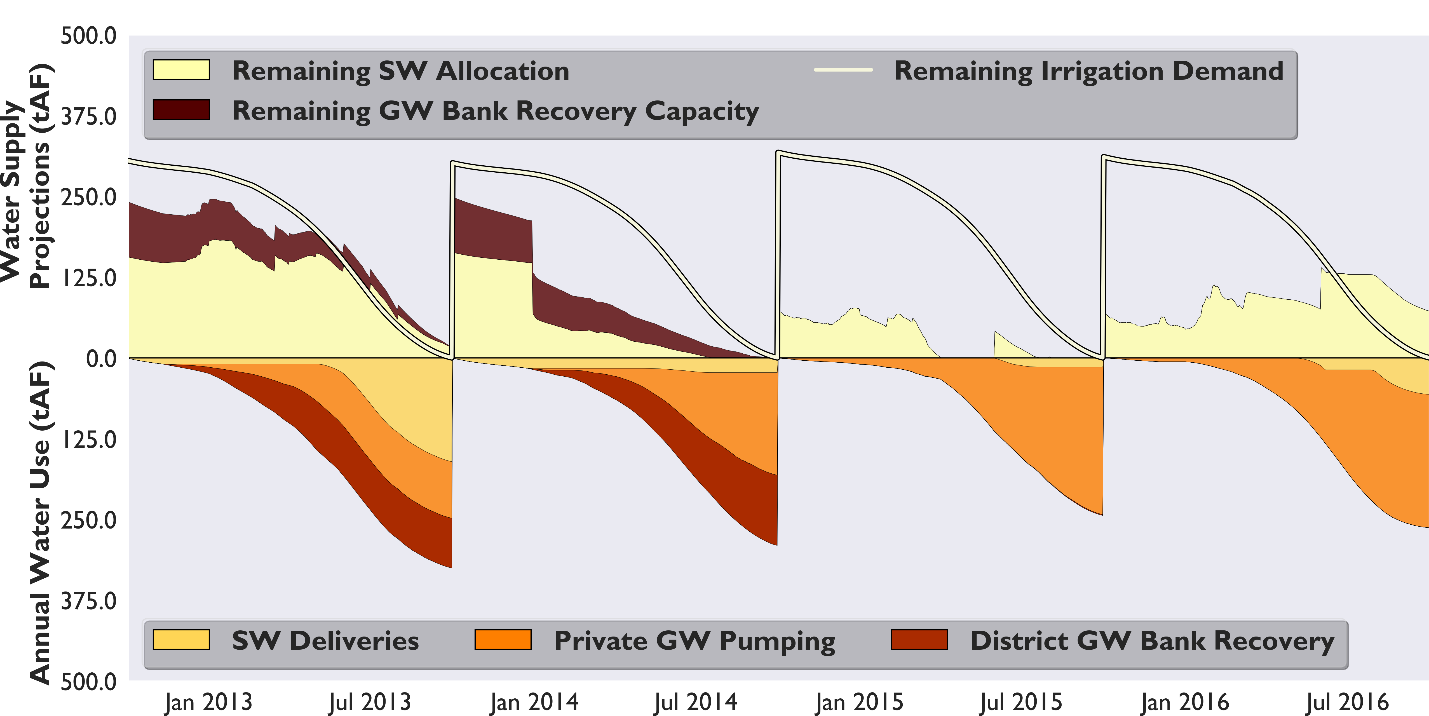 Water Supply
Projections (tAF)
500.0
375.0
250.0
125.0
0.0
Remaining SW Allocation
Remaining Irrigation Demand
Remaining GW Bank Recovery Capacity
Annual Water Use (tAF)
125.0
250.0
375.0
500.0
SW Deliveries
Private GW Pumping
District GW Bank Recovery
Jan 2013
Jul 2013
Jan 2014
Jul 2014
Jan 2015
Jul 2015
Jan 2016
Jul 2016